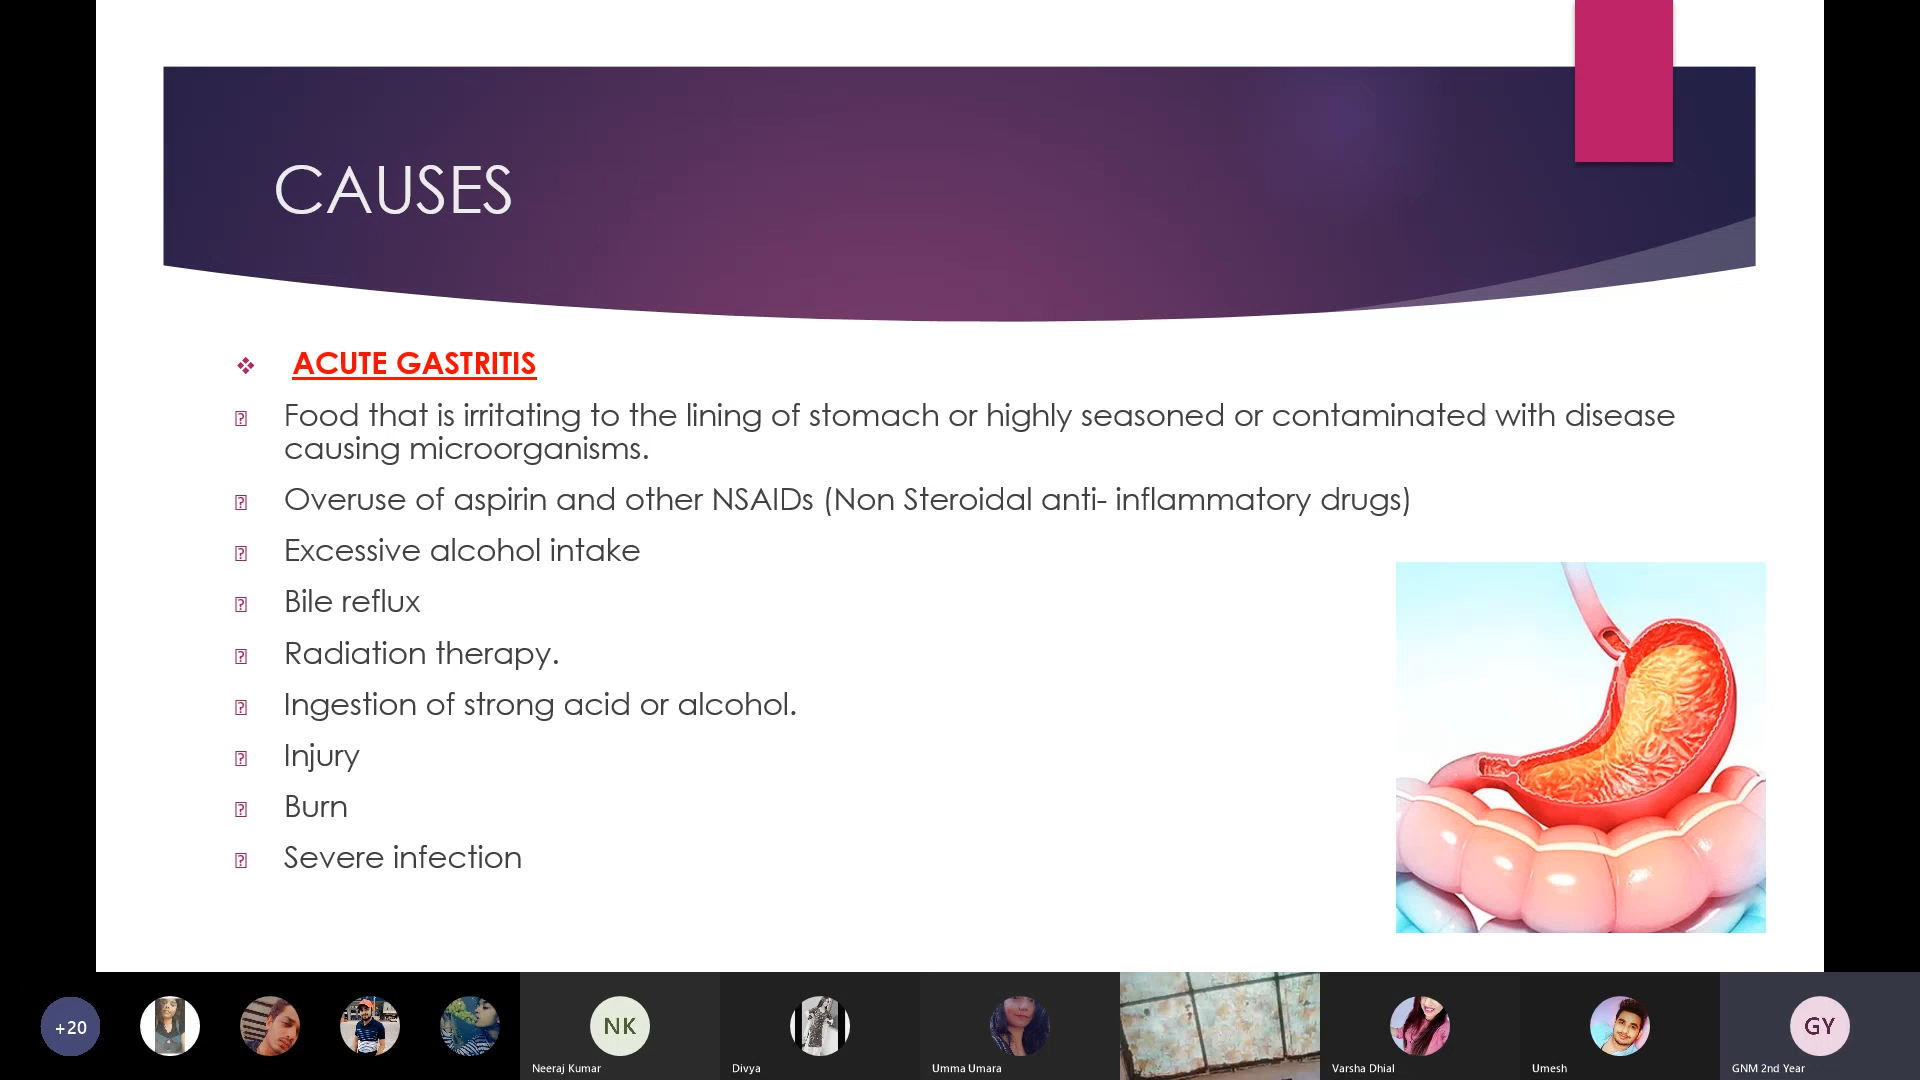 CAUSES
ACUTE GASTRITIS
Food that is irritating to the lining of stomach or highly seasoned or contaminated with disease
causing microorganisms.
Overuse of aspirin and other NSAIDs (Non Steroidal anti- inflammatory drugs)
Excessive alcohol intake
Bile reflux
Radiation therapy.
Ingestion of strong acid or alcohol.
Injury
Burn
Severe infection
+20
NK
GY
Neeraj Kumar
Divya
Umma Umara
Varsha Dhial
Umesh
GNM 2nd Year